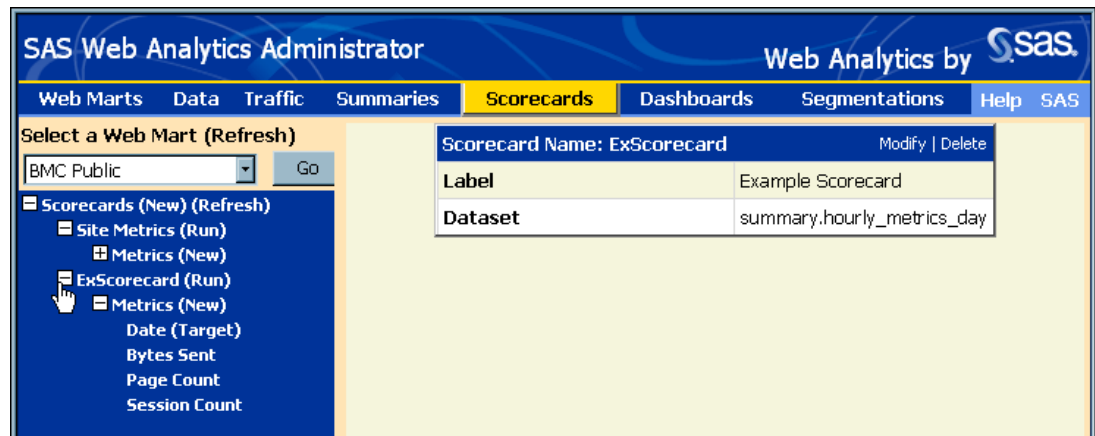 SAS Web Analytics Administrator
Web Analytics by sas.
Web Marts Data Traffic Summaries Scorecards Dashboards Segmentations Help SAS
Select a Web Mart (Refresh)
BMC Public Go
Scorecards (New) (Refresh)
Site Metrics (Run)
Metrics (New)
ExScorecard (Run)
Metrics (New)
Date (Target)
Bytes Sent
Page Count
Session Count
Scorecard Name: ExScorecard Modify | Delete
Label Example Scorecard
Dataset summary.hourly_metrics_day